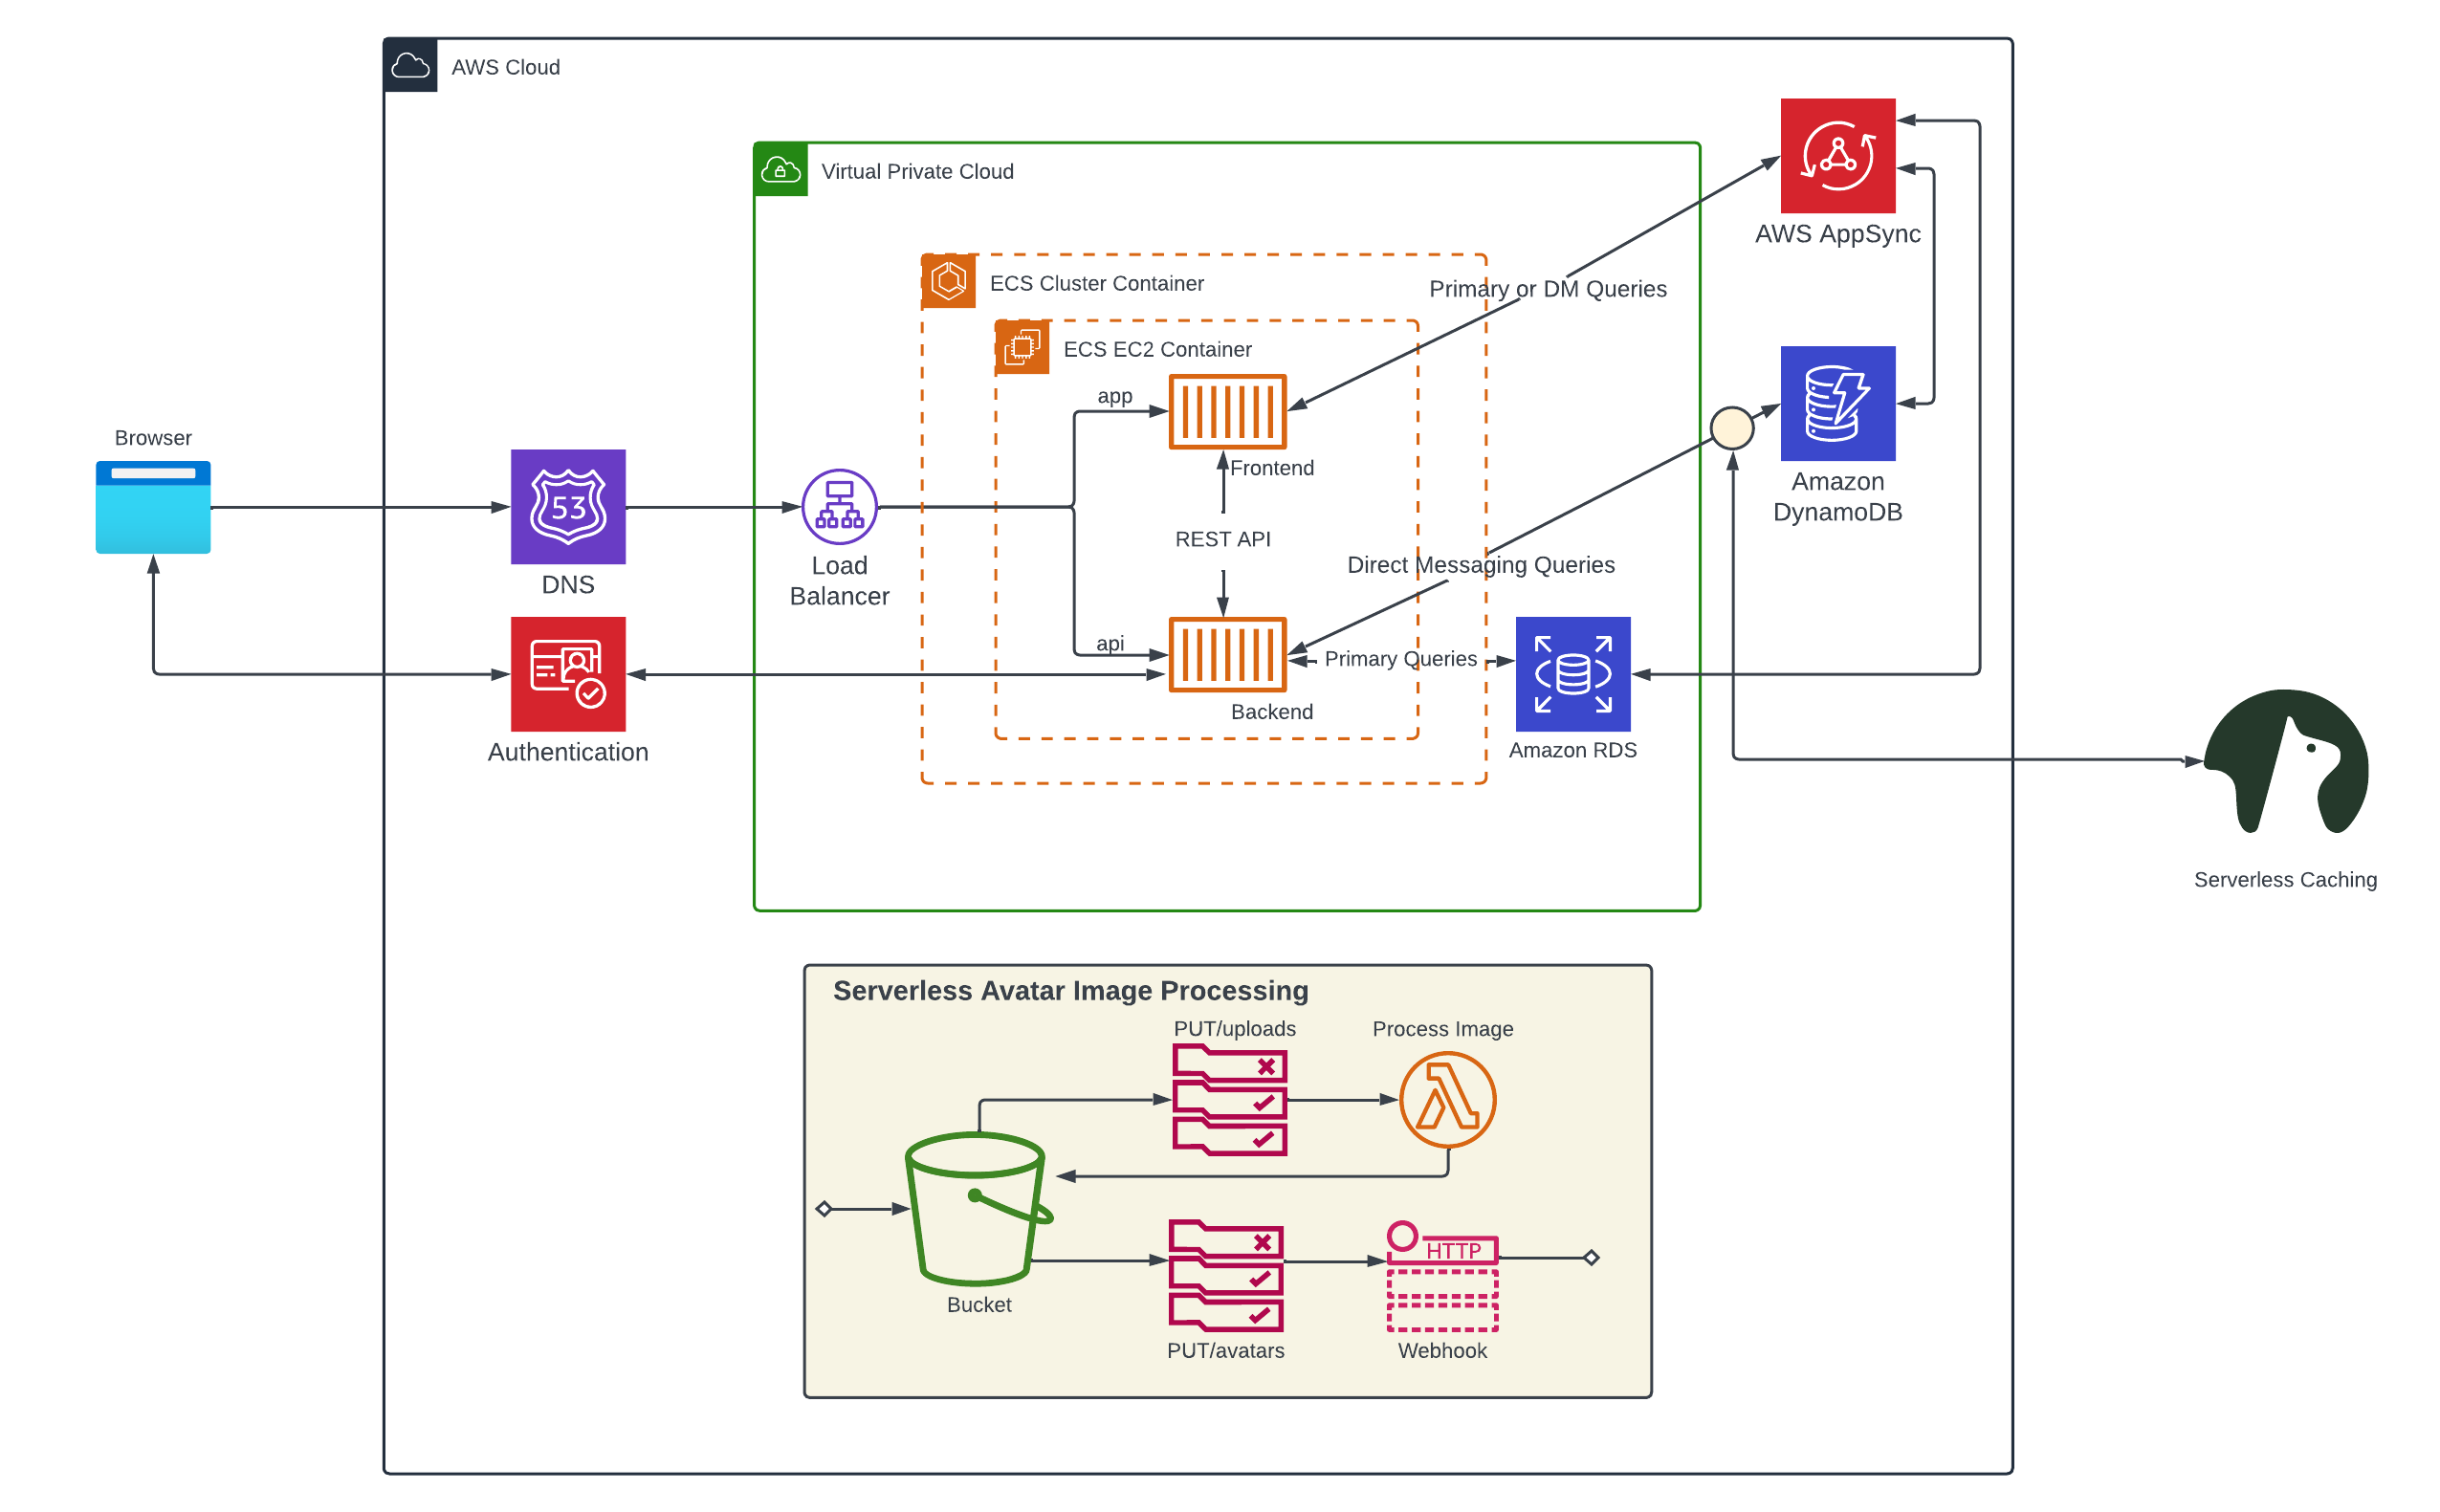 AWS Cloud
Virtual Private Cloud
AWS AppSync
ECS Cluster Container
Primary or DM Queries
ECS EC2 Container
app
Browser
Frontend
53
DNS
Amazon
DynamoDB
Load
Balancer
REST API
Direct Messaging Queries
api
Primary Queries
Backend
Authentication
Amazon RDS
Serverless Caching
Serverless Avatar Image Processing
PUT/uploads
Process Image
Bucket
HTTP
PUT/avatars
Webhook